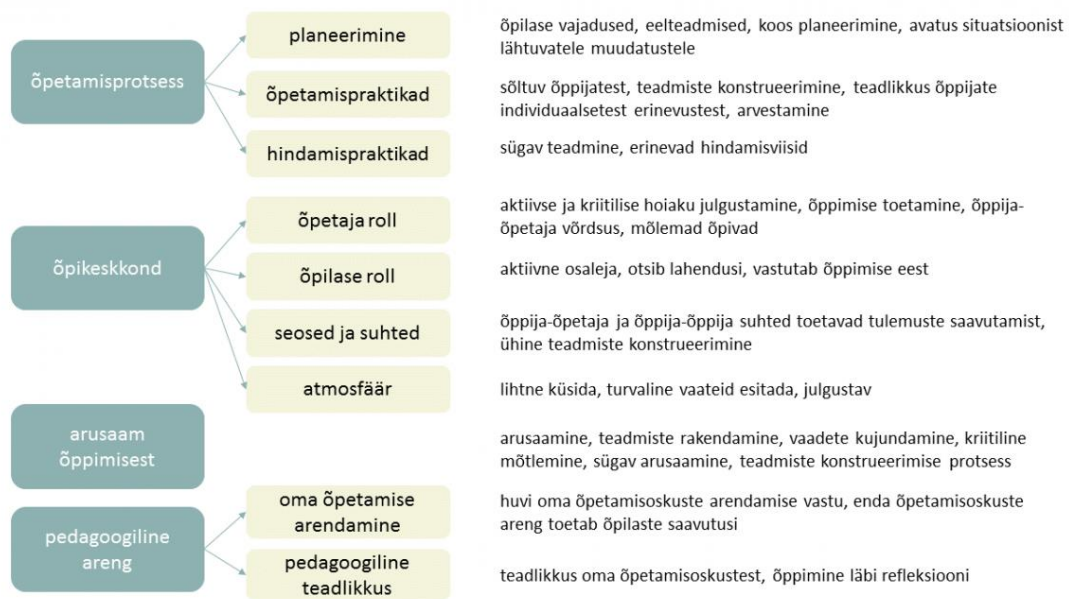 õpetamisprotsess
planeerimine
õpilase vajadused, eelteadmised, koos planeerimine, avatus situatsioonist
lähtuvatele muudatustele
õpetamispraktikad
sõltuv õppijatest, teadmiste konstrueerimine, teadlikkus õppijate
individuaalsetest erinevustest, arvestamine
hindamispraktikad
sügav teadmine, erinevad hindamisviisid
õpikeskkond
õpetaja roll
aktiivse ja kriitilise hoiaku julgustamine, õppimise toetamine, õppija-
õpetaja võrdsus, mõlemad õpivad
õpilase roll
aktiivne osaleja, otsib lahendusi, vastutab õppimise eest
seosed ja suhted
õppija-õpetaja ja õppija-õppija suhted toetavad tulemuste saavutamist,
ühine teadmiste konstrueerimine
atmosfäär
lihtne küsida, turvaline vaateid esitada, julgustav
arusaam
õppimisest
arusaamine, teadmiste rakendamine, vaadete kujundamine, kriitiline
mõtlemine, sügav arusaamine, teadmiste konstrueerimise protsess
pedagoogiline
areng
oma õpetamise
arendamine
huvi oma õpetamisoskuste arendamise vastu, enda õpetamisoskuste
areng toetab õpilaste saavutusi
pedagoogiline
teadlikkus
teadlikkus oma õpetamisoskustest, õppimine läbi refleksiooni